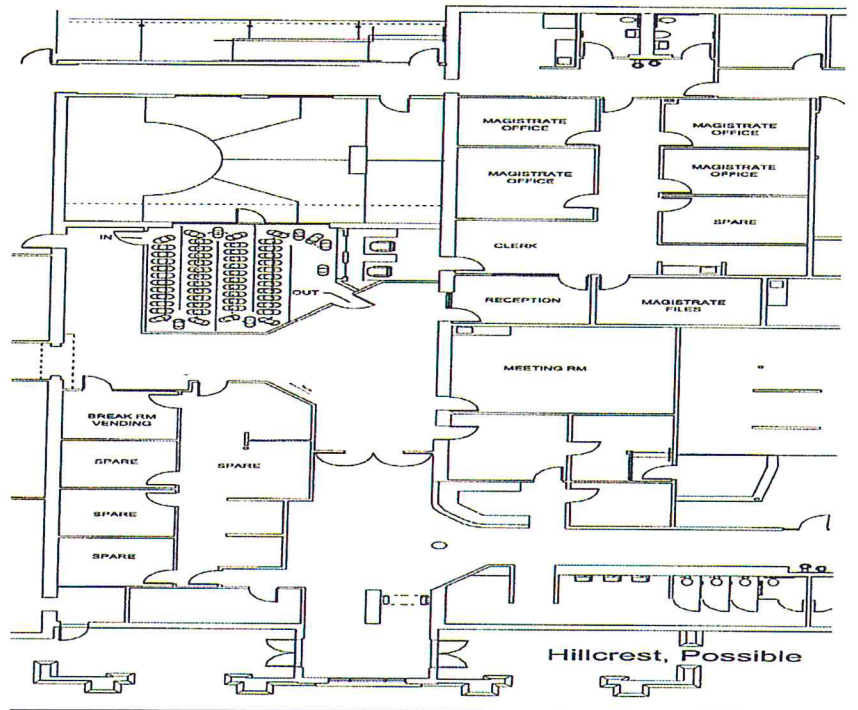 MAGISTRATE
OFFICE
MAGISTRATE
OFFICE
MAGISTRATE
OFFICE
MAGISTRATE
OFFICE
SPARE
IN
CLERK
OUT
RECEPTION
MAGISTRATE
FILES
MEETING RM
BREAK RM
VENDING
SPARE
SPARE
SPARE
SPARE
Hillcrest, Possible